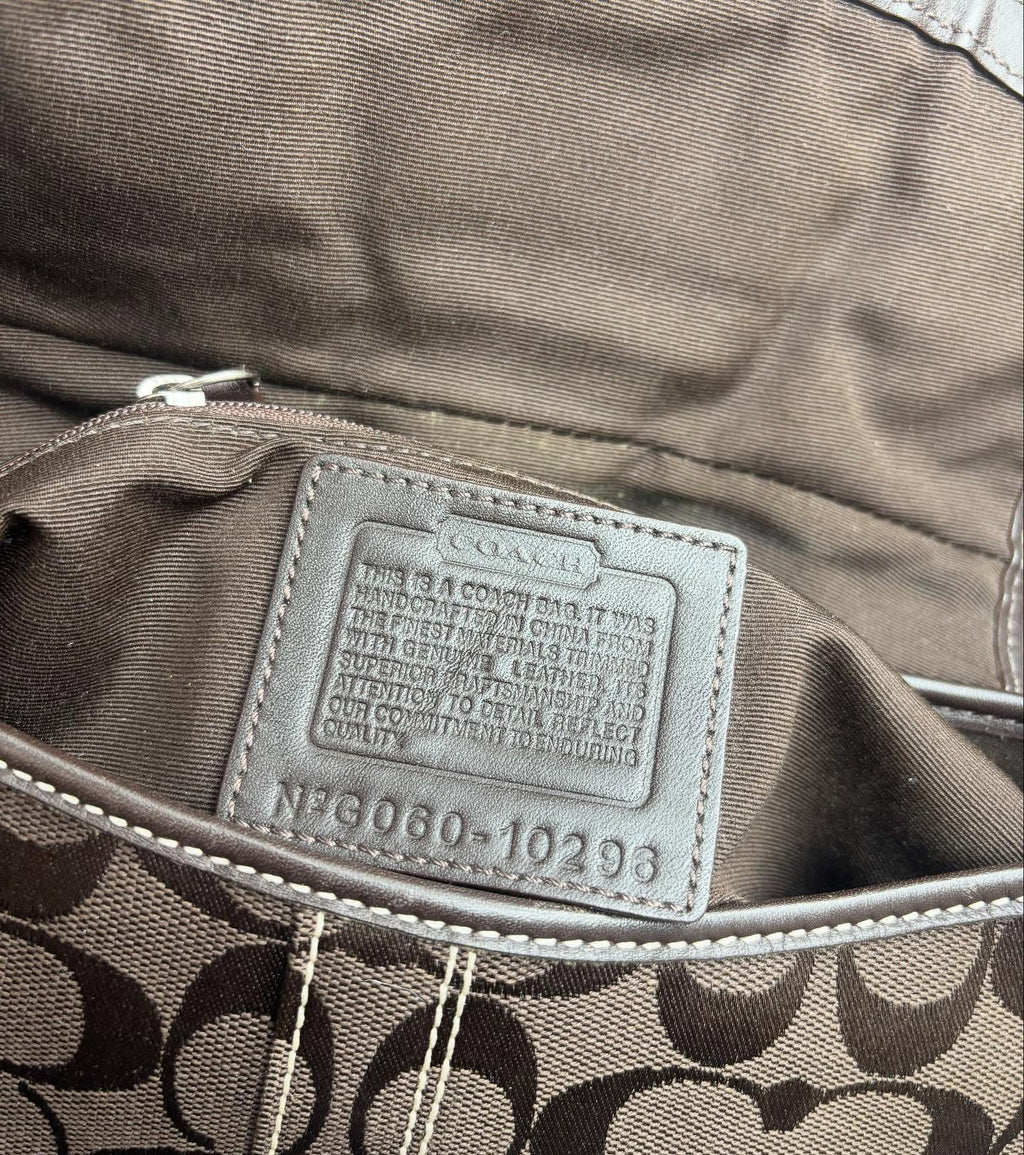 COACH
THIS IS A COACH BAG. IT WAS
HANDCRAFTED IN CHINA FROM
THE FINEST MATERIALS TRIMMED
WITH GENUINE LEATHER. ITS
SUPERIOR CRAFTSMANSHIP AND
ATTENTION TO DETAIL REFLECT
OUR COMMITMENT TO ENDURING
QUALITY.
Nº G060-10296